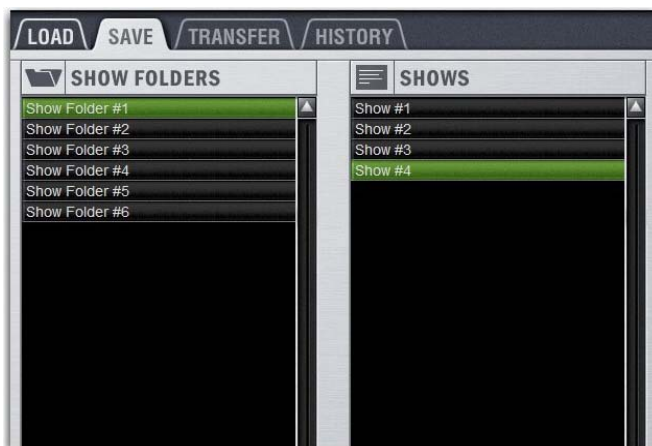 LOAD SAVE TRANSFER HISTORY
SHOW FOLDERS
Show Folder #1
Show Folder #2
Show Folder #3
Show Folder #4
Show Folder #5
Show Folder #6
SHOWS
Show #1
Show #2
Show #3
Show #4